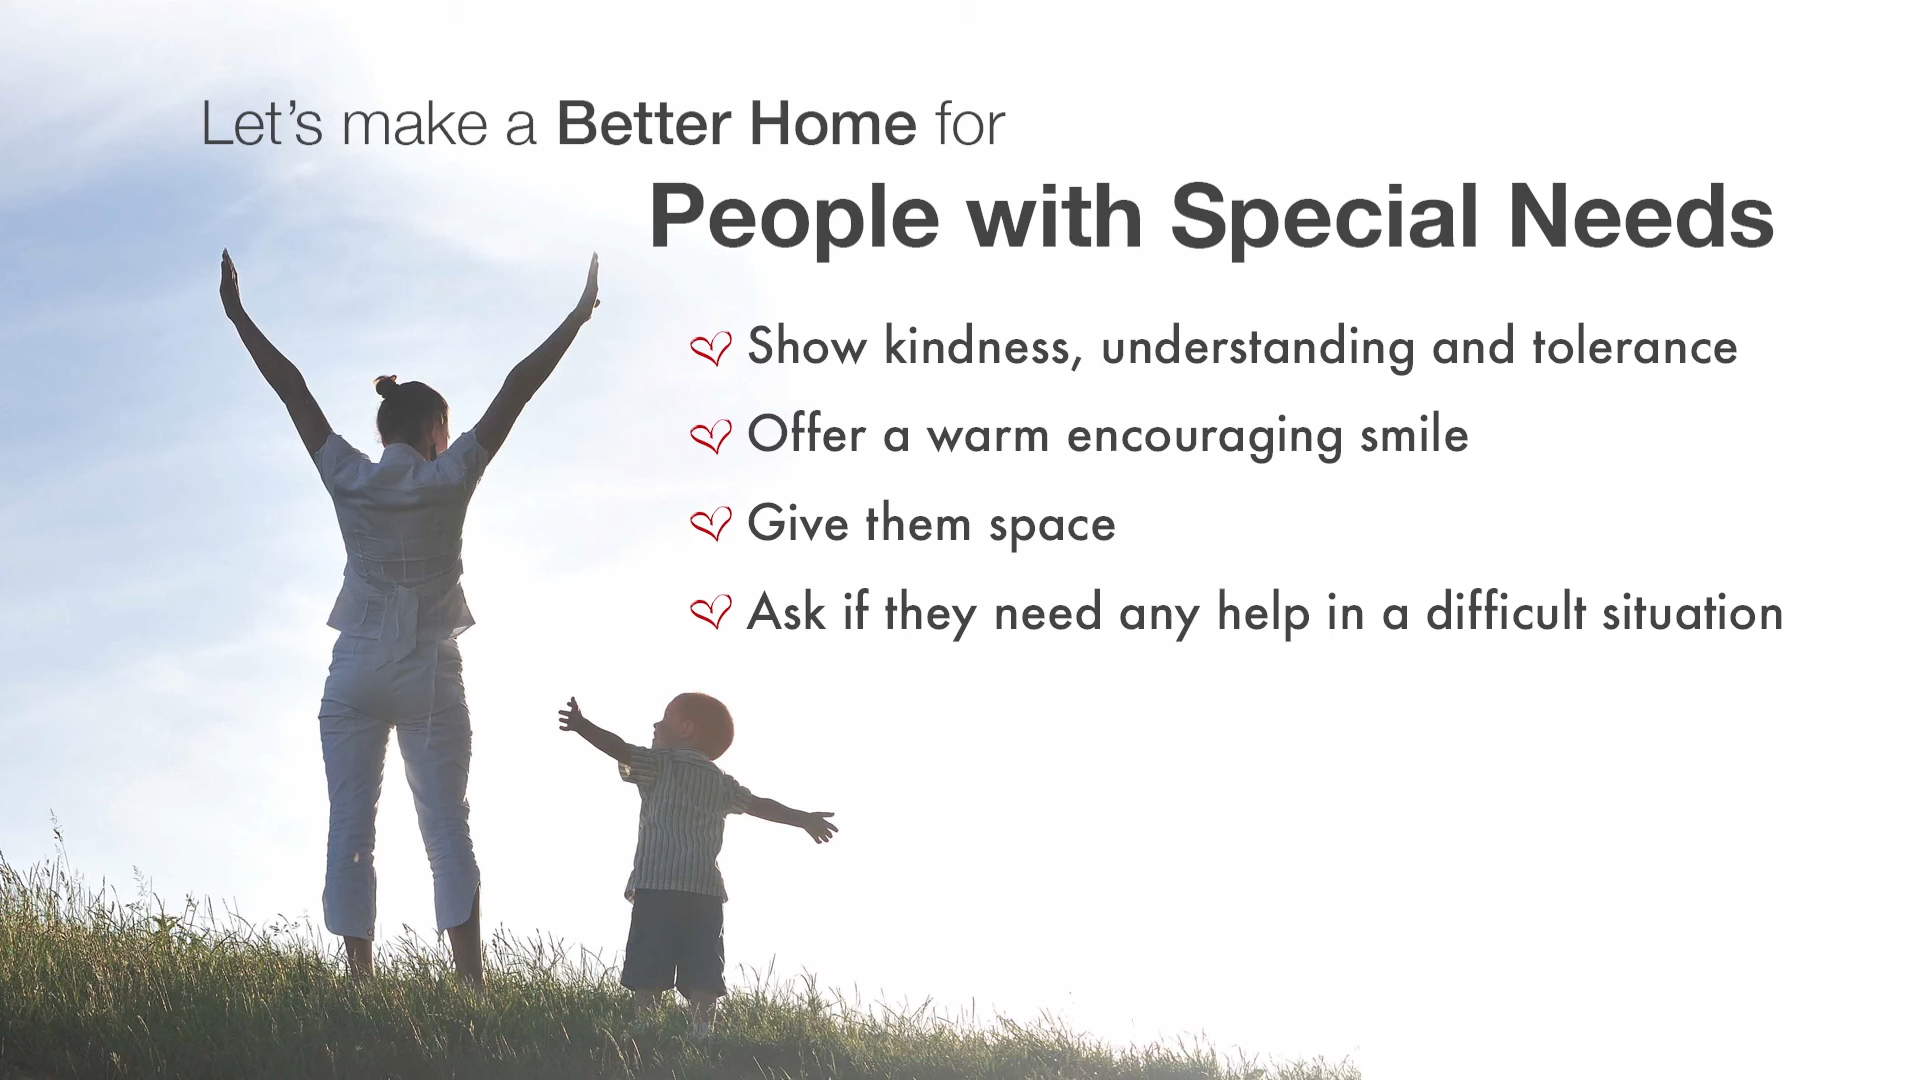 Let’s make a Better Home for
People with Special Needs
Show kindness, understanding and tolerance
Offer a warm encouraging smile
Give them space
Ask if they need any help in a difficult situation